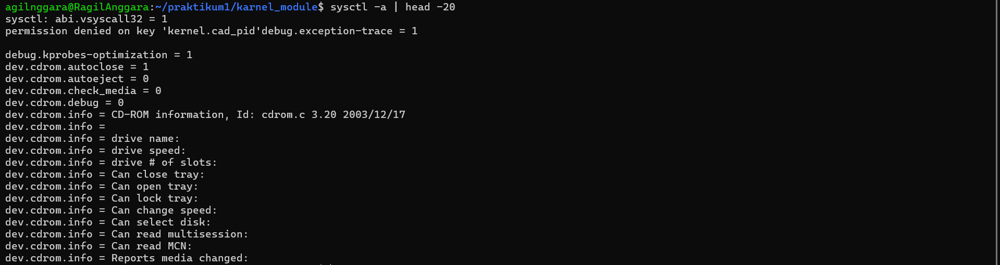 agilnggara@RagilAnggara:~/praktikum1/karnel_module$ sysctl -a | head -20
sysctl: abi.vsyscall32 = 1
permission denied on key 'kernel.cad_pid'debug.exception-trace = 1
debug.kprobes-optimization = 1
dev.cdrom.autoclose = 1
dev.cdrom.autoeject = 0
dev.cdrom.check_media = 0
dev.cdrom.debug = 0
dev.cdrom.info = CD-ROM information, Id: cdrom.c 3.20 2003/12/17
dev.cdrom.info =
dev.cdrom.info = drive name:
dev.cdrom.info = drive speed:
dev.cdrom.info = drive # of slots:
dev.cdrom.info = Can close tray:
dev.cdrom.info = Can open tray:
dev.cdrom.info = Can lock tray:
dev.cdrom.info = Can change speed:
dev.cdrom.info = Can select disk:
dev.cdrom.info = Can read multisession:
dev.cdrom.info = Can read MCN:
dev.cdrom.info = Reports media changed: